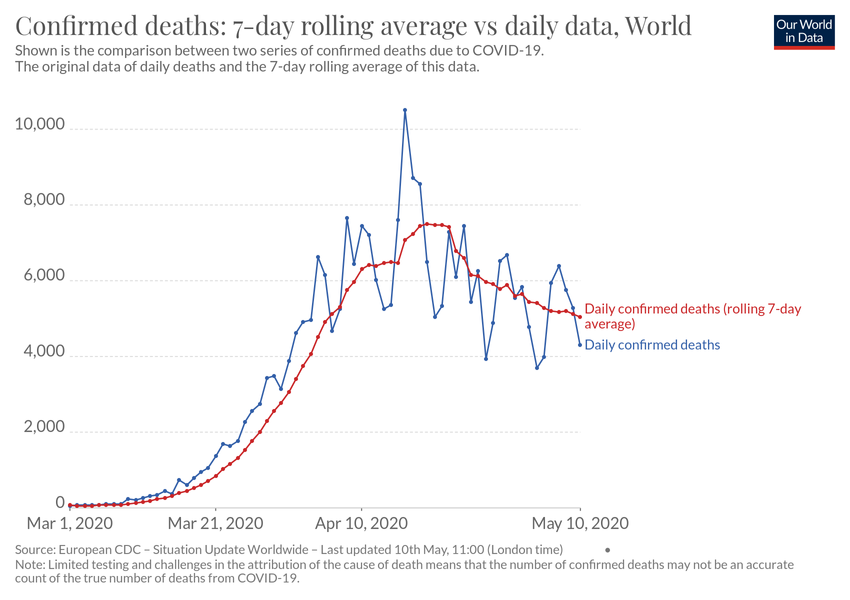 Confirmed deaths: 7-day rolling average vs daily data, World
Our World
in Data
Shown is the comparison between two series of confirmed deaths due to COVID-19.
The original data of daily deaths and the 7-day rolling average of this data.
10,000
8,000
6,000
4,000
2,000
0
Daily confirmed deaths (rolling 7-day
average)
Daily confirmed deaths
Mar 1, 2020
Mar 21, 2020
Apr 10, 2020
May 10, 2020
Source: European CDC – Situation Update Worldwide – Last updated 10th May, 11:00 (London time)
Note: Limited testing and challenges in the attribution of the cause of death means that the number of confirmed deaths may not be an accurate
count of the true number of deaths from COVID-19.